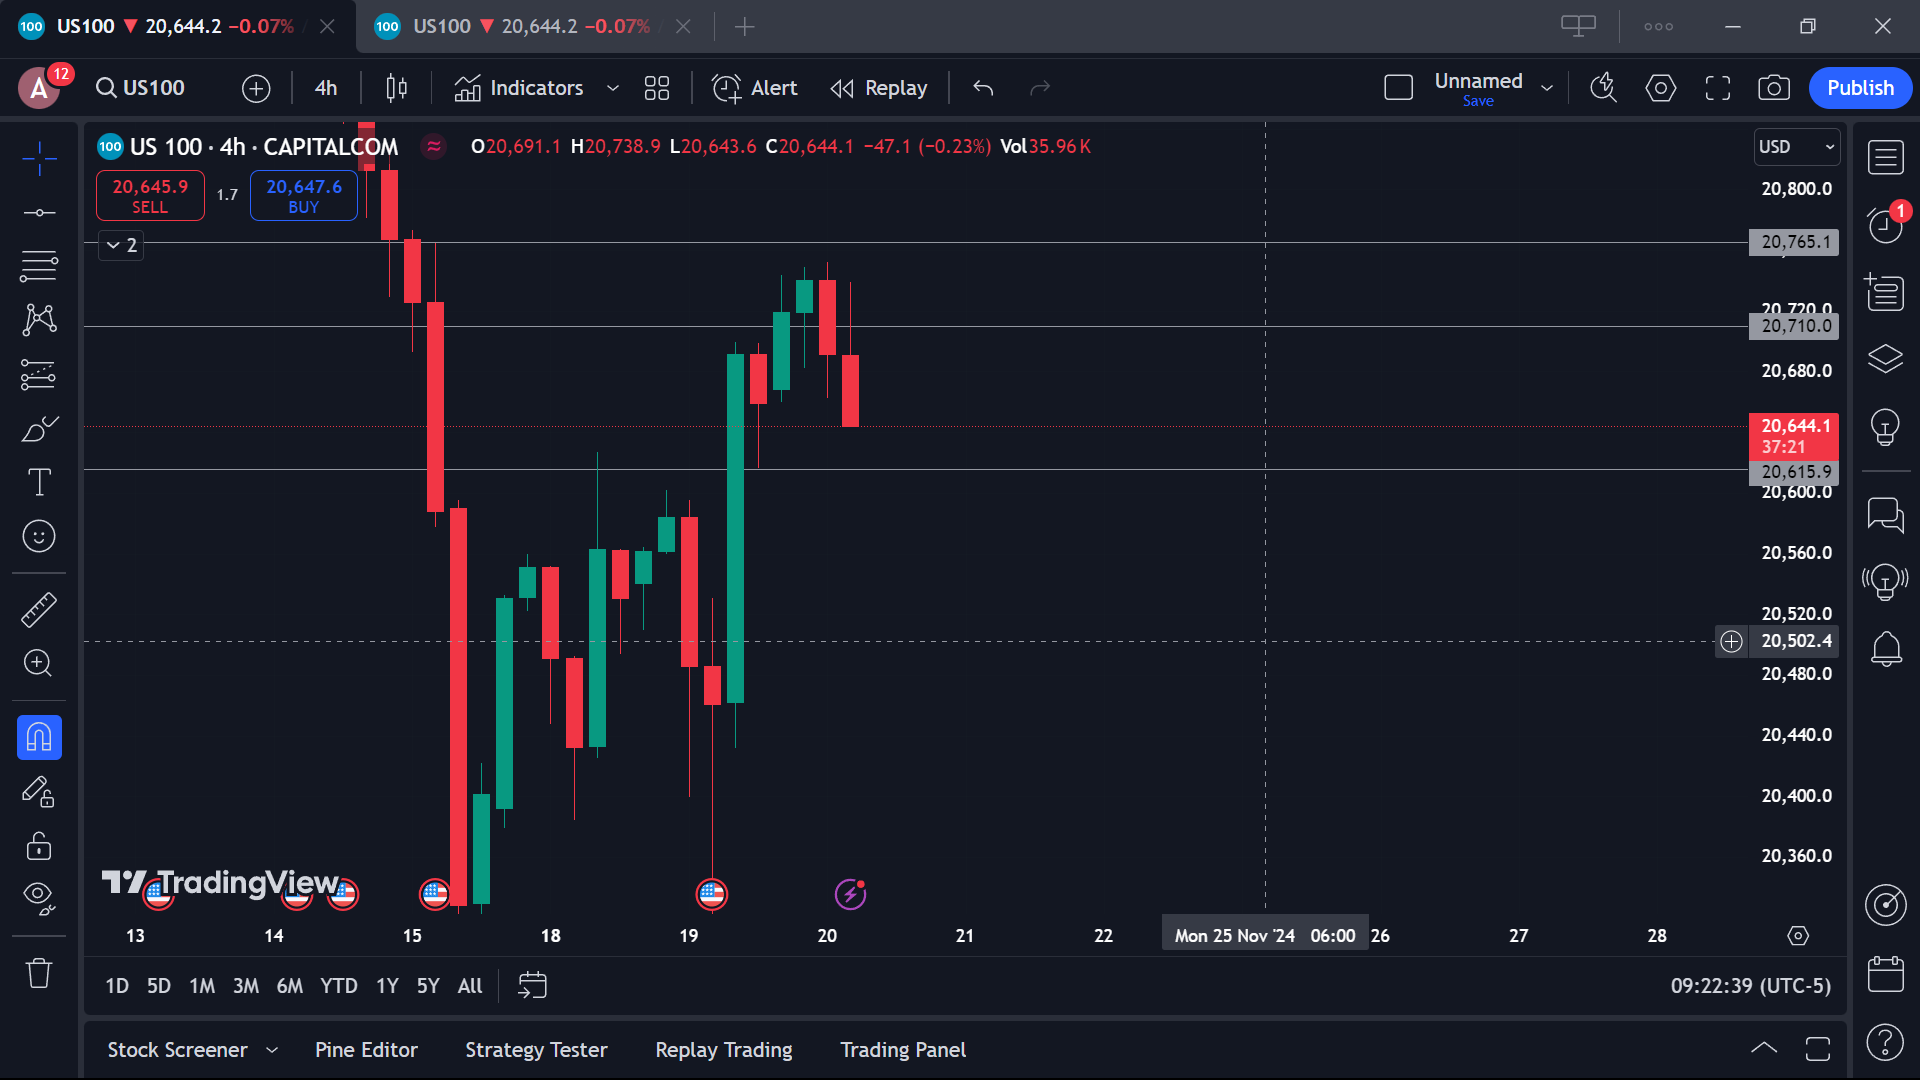 100 US100 ▼ 20,644.2 −0.07% /
100 US100 ▼ 20,644.2 −0.07% /
A 12 US100 4h Indicators Alert Replay Unnamed Save Publish
100 US 100 · 4h · CAPITALCOM ≈ O20,691.1 H20,738.9 L20,643.6 C20,644.1 −47.1 (−0.23%) Vol35.96 K
USD
20,645.9 SELL 1.7 20,647.6 BUY
2
20,800.0
20,765.1
20,720.0
20,710.0
20,680.0
20,644.1
37:21
20,615.9
20,600.0
20,560.0
20,520.0
20,502.4
20,480.0
20,440.0
20,400.0
20,360.0
1
TradingView
13 14 15 18 19 20 21 22 Mon 25 Nov '24 06:00 26 27 28
1D 5D 1M 3M 6M YTD 1Y 5Y All 09:22:39 (UTC-5)
Stock Screener Pine Editor Strategy Tester Replay Trading Trading Panel